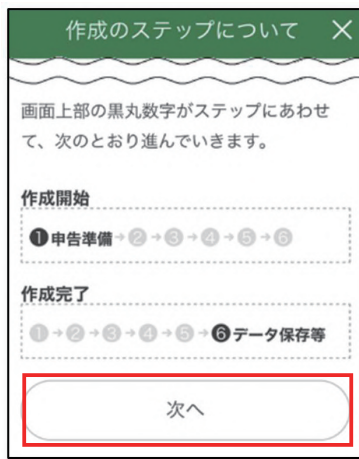 作成のステップについて ×
画面上部の黒丸数字がステップにあわせ
て、次のとおり進んでいきます。
作成開始
❶申告準備→②→③→④→⑤→⑥
作成完了
①→②→③→④→⑤→❻データ保存等
次へ